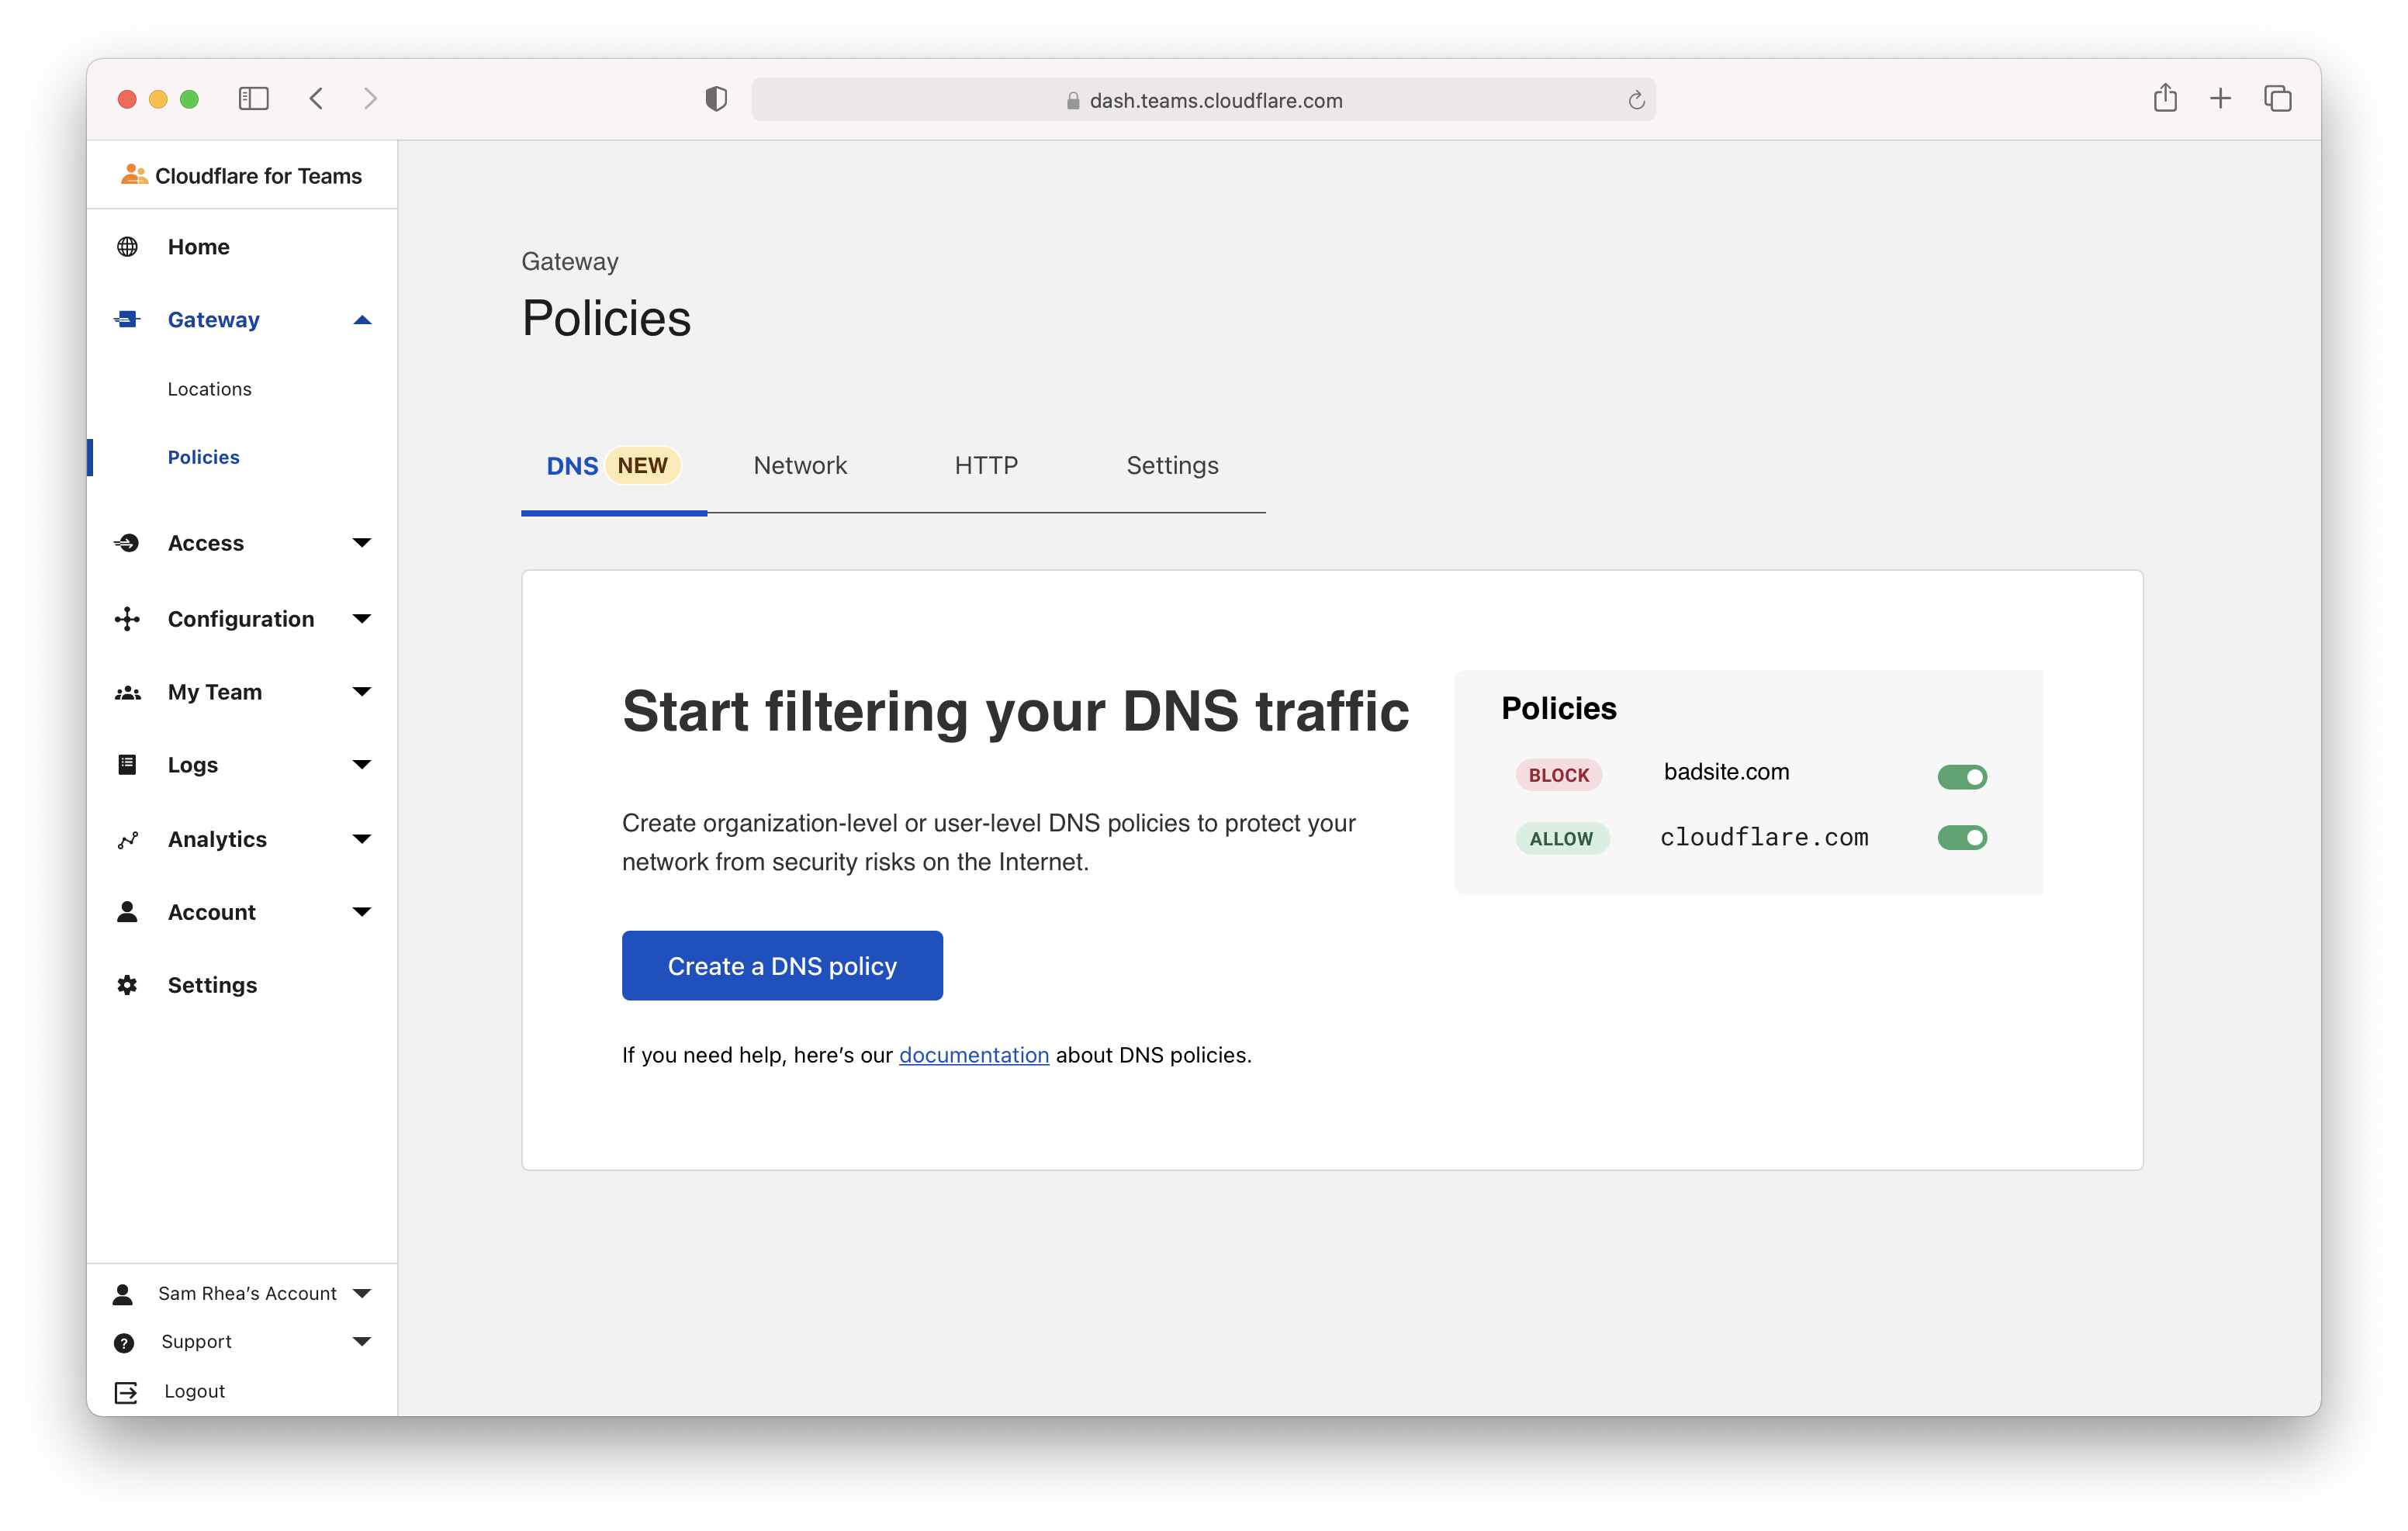 dash.teams.cloudflare.com
Cloudflare for Teams
Home
Gateway
Locations
Policies
Access
Configuration
My Team
Logs
Analytics
Account
Settings
Sam Rhea's Account
Support
Logout
Gateway
Policies
DNS NEW Network HTTP Settings
Start filtering your DNS traffic
Create organization-level or user-level DNS policies to protect your
network from security risks on the Internet.
Create a DNS policy
If you need help, here's our documentation about DNS policies.
Policies
BLOCK badsite.com
ALLOW cloudflare.com